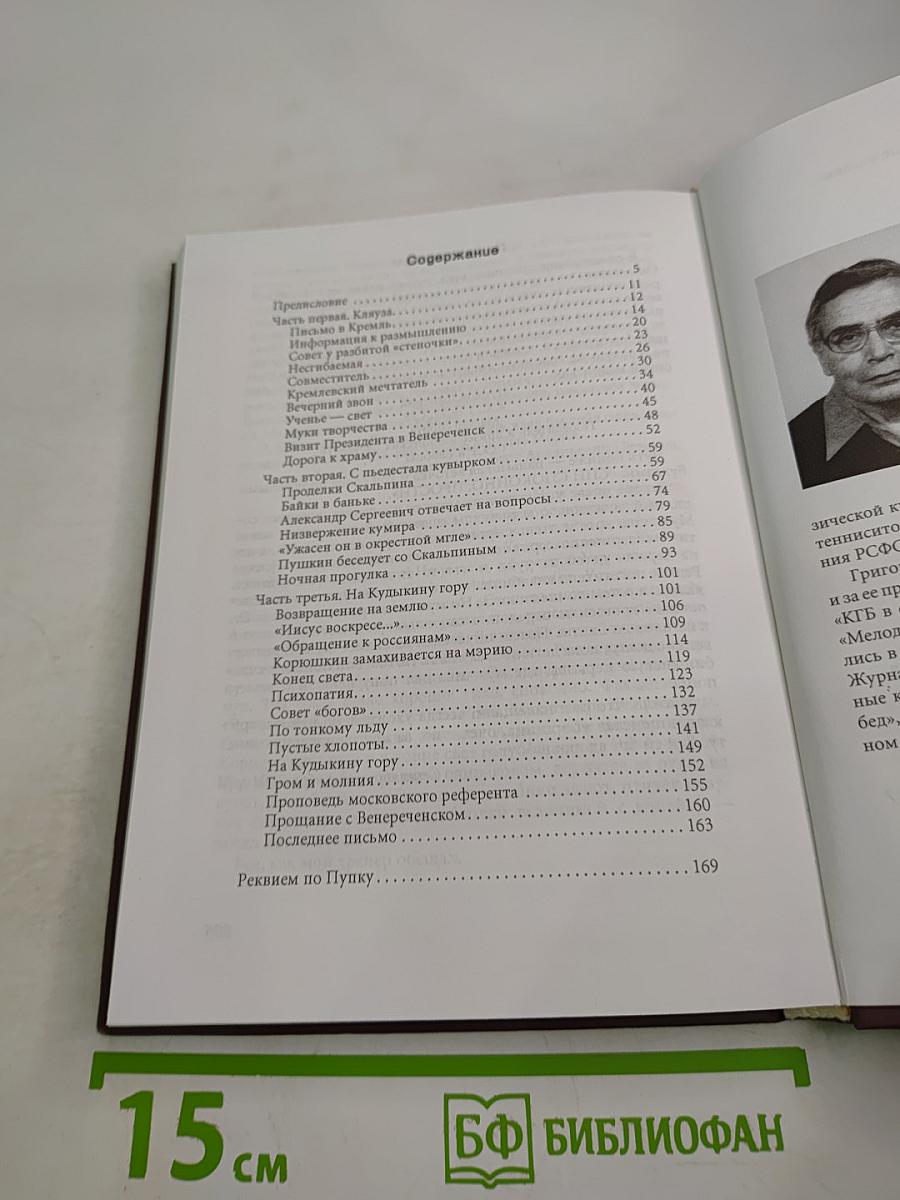 Содержание
Предисловие 5
Часть первая. Кляуза. 11
Письмо в Кремль. 12
Информация к размышлению 14
Совет у разбитой «стеночки». 20
Несгибаемая 23
Совместитель 26
Кремлевский мечтатель 30
Вечерний звон 34
Ученье — свет 40
Муки творчества 45
Визит Президента в Венереченск 48
Дорога к храму. 52
Часть вторая. С пьедестала кувырком 59
Проделки Скальпина 59
Байки в баньке 67
Александр Сергеевич отвечает на вопросы 74
Низвержение кумира 79
«Ужасен он в окрестной мгле» 85
Пушкин беседует со Скальпиным 89
Ночная прогулка 93
Часть третья. На Кудыкину гору 101
Возвращение на землю 101
«Иисус воскресе...». 106
«Обращение к россиянам» 109
Корюшкин замахивается на мэрию 114
Конец света. 119
Психопатия. 123
Совет «богов» 132
По тонкому льду 137
Пустые хлопоты. 141
На Кудыкину гору 149
Гром и молния 152
Проповедь московского референта 155
Прощание с Венереченском. 160
Последнее письмо 163
Реквием по Пупку 169
зической к
теннисито
ния РСФС
Григо
и за ее пр
«КГБ в
«Мелод
лись в
Журна
ные к
бед»,
ном
15 см
БФ БИБЛИОФАН